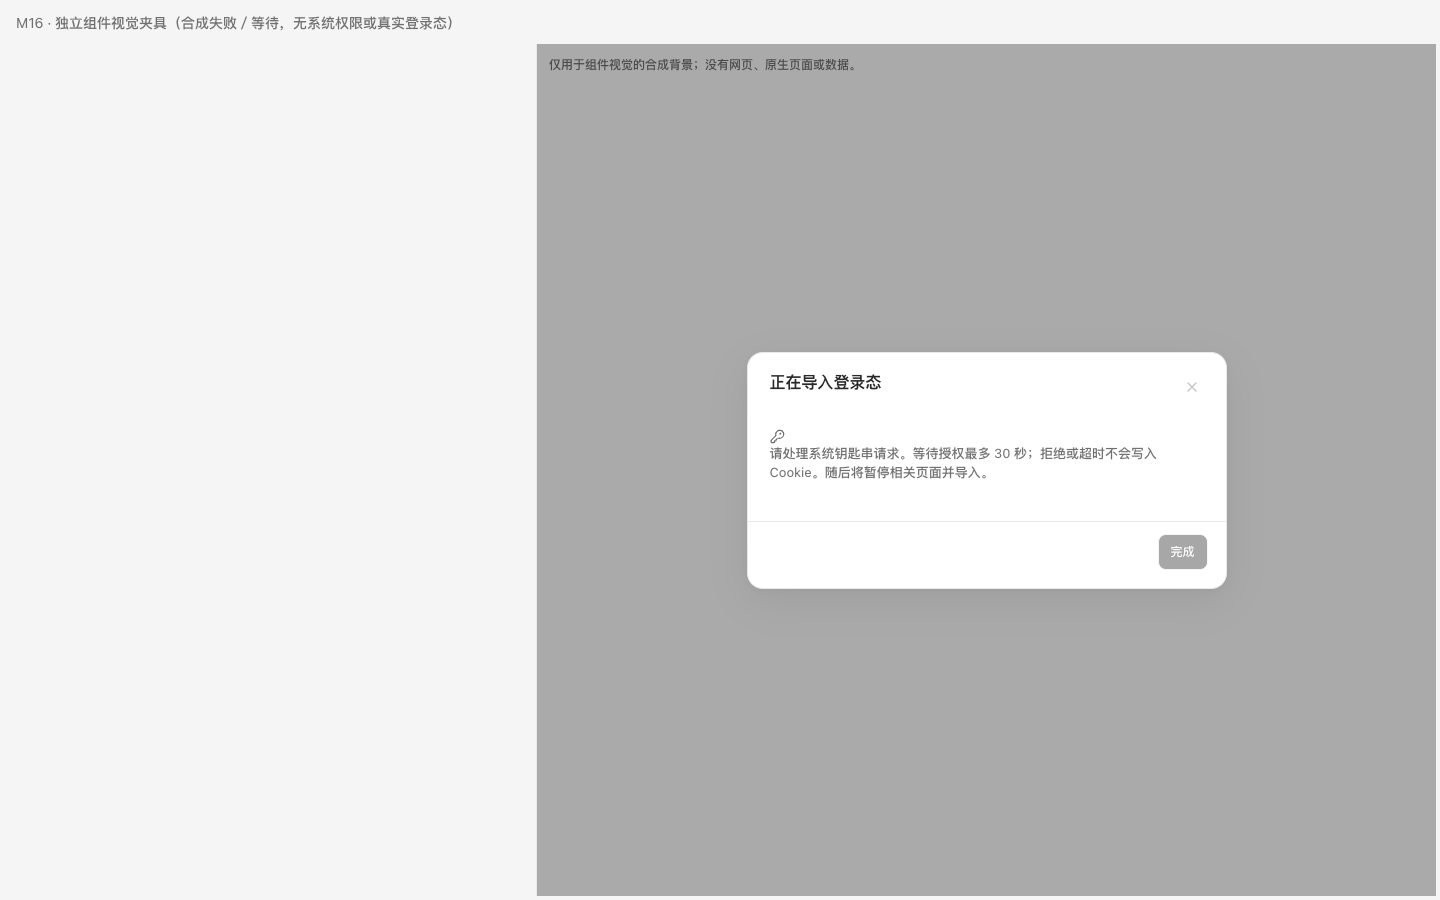 M16 · 独立组件视觉夹具（合成失败 / 等待，无系统权限或真实登录态）
仅用于组件视觉的合成背景；没有网页、原生页面或数据。
正在导入登录态
请处理系统钥匙串请求。等待授权最多 30 秒；拒绝或超时不会写入
Cookie。随后将暂停相关页面并导入。
完成